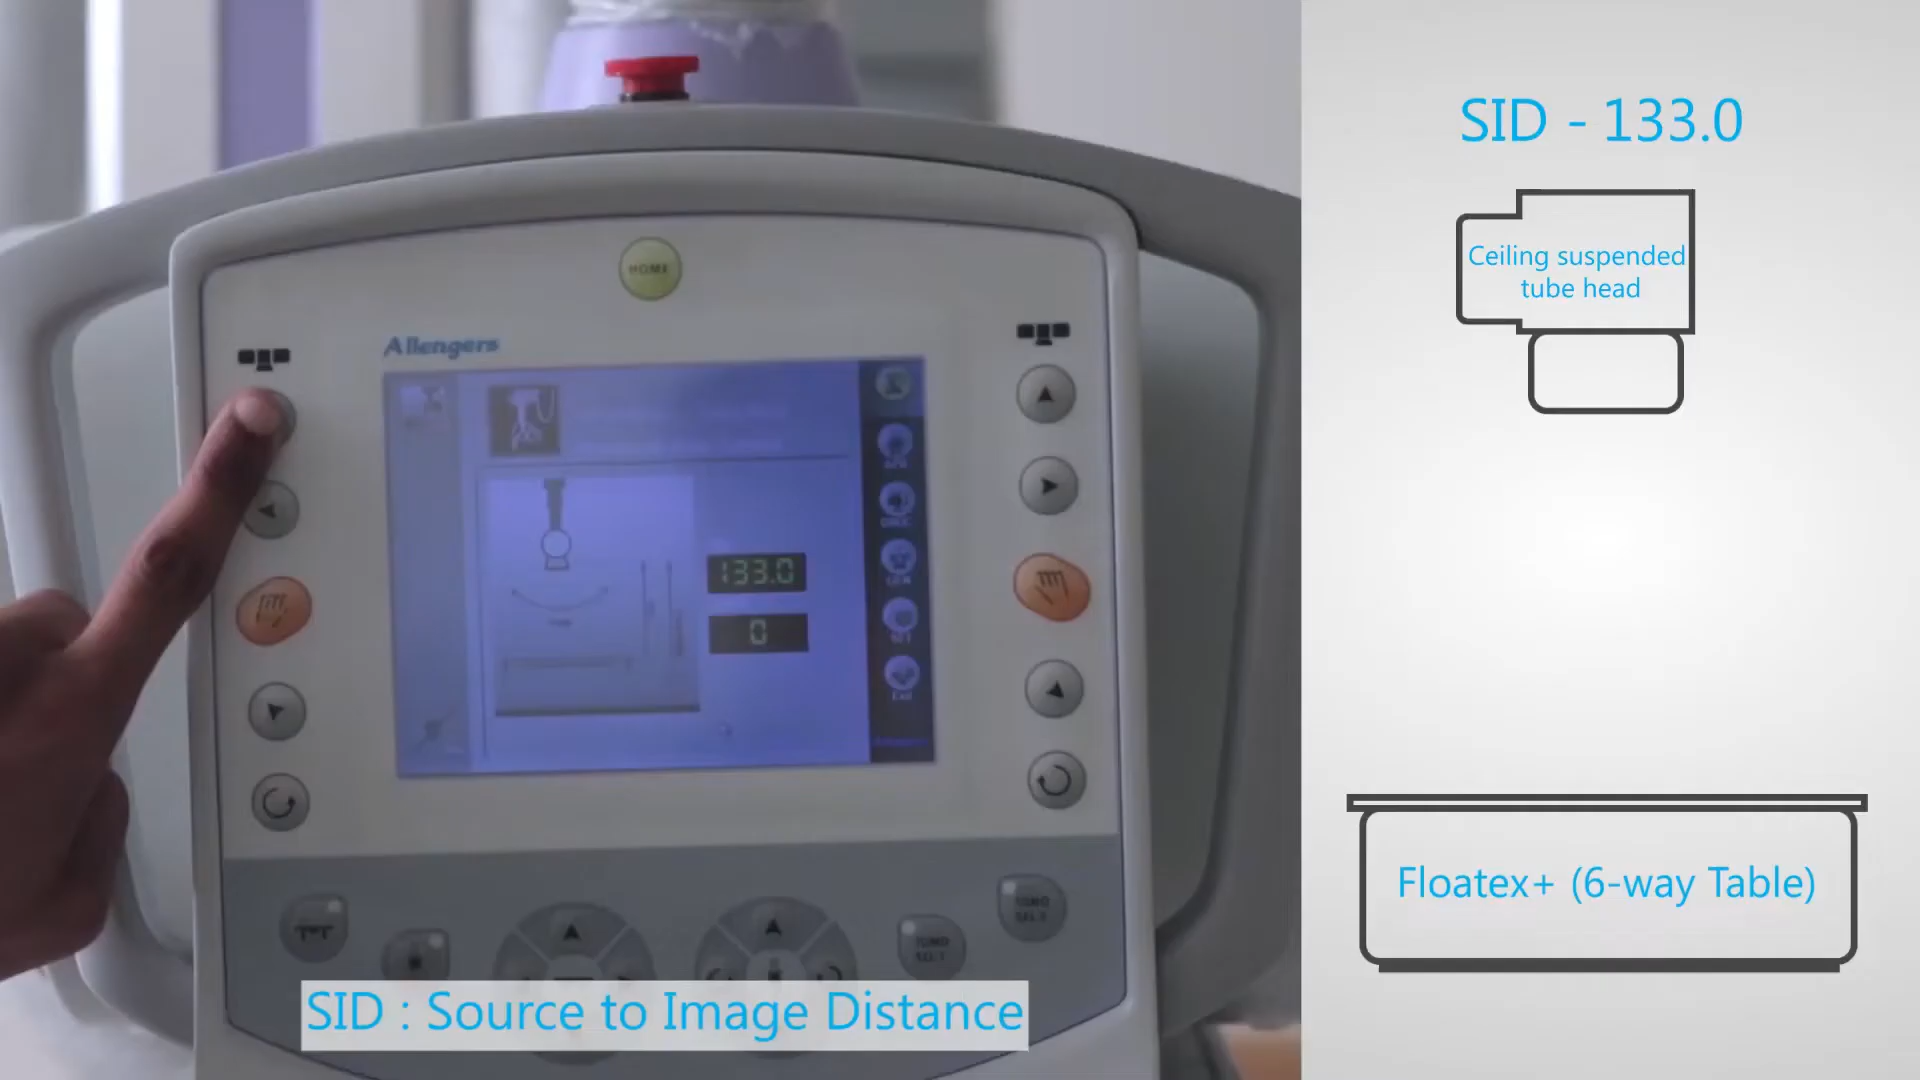 HOME
Allengers
133.0
0
SID : Source to Image Distance
SID - 133.0
Ceiling suspended
tube head
Floatex+ (6-way Table)